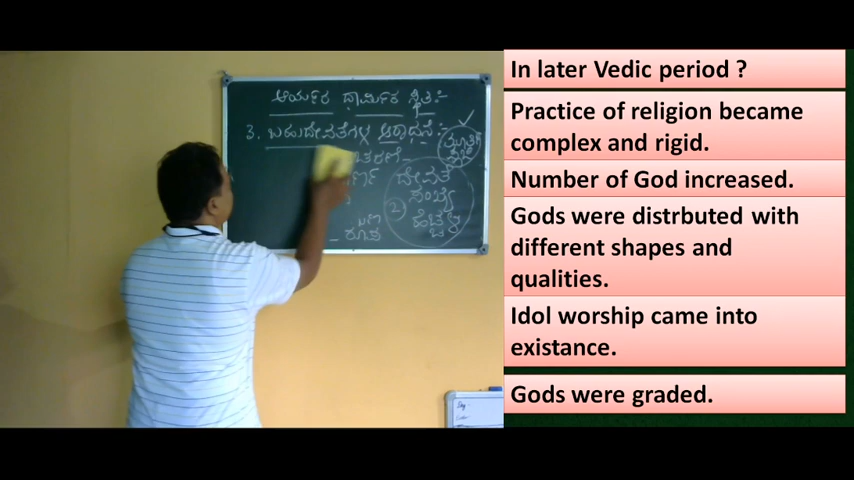 ಆರ್ಯರ ಧಾರ್ಮಿಕ ಸ್ಥಿತಿ:-
3. ಬಹುದೇವತೆಗಳ ಆರಾಧನೆ:-
ದೇವತೆ
ಸಂಖ್ಯೆ
2
ಹೆಚ್ಚಳ
- ರೂಪ
In later Vedic period ?
Practice of religion became
complex and rigid.
Number of God increased.
Gods were distrbuted with
different shapes and
qualities.
Idol worship came into
existance.
Gods were graded.